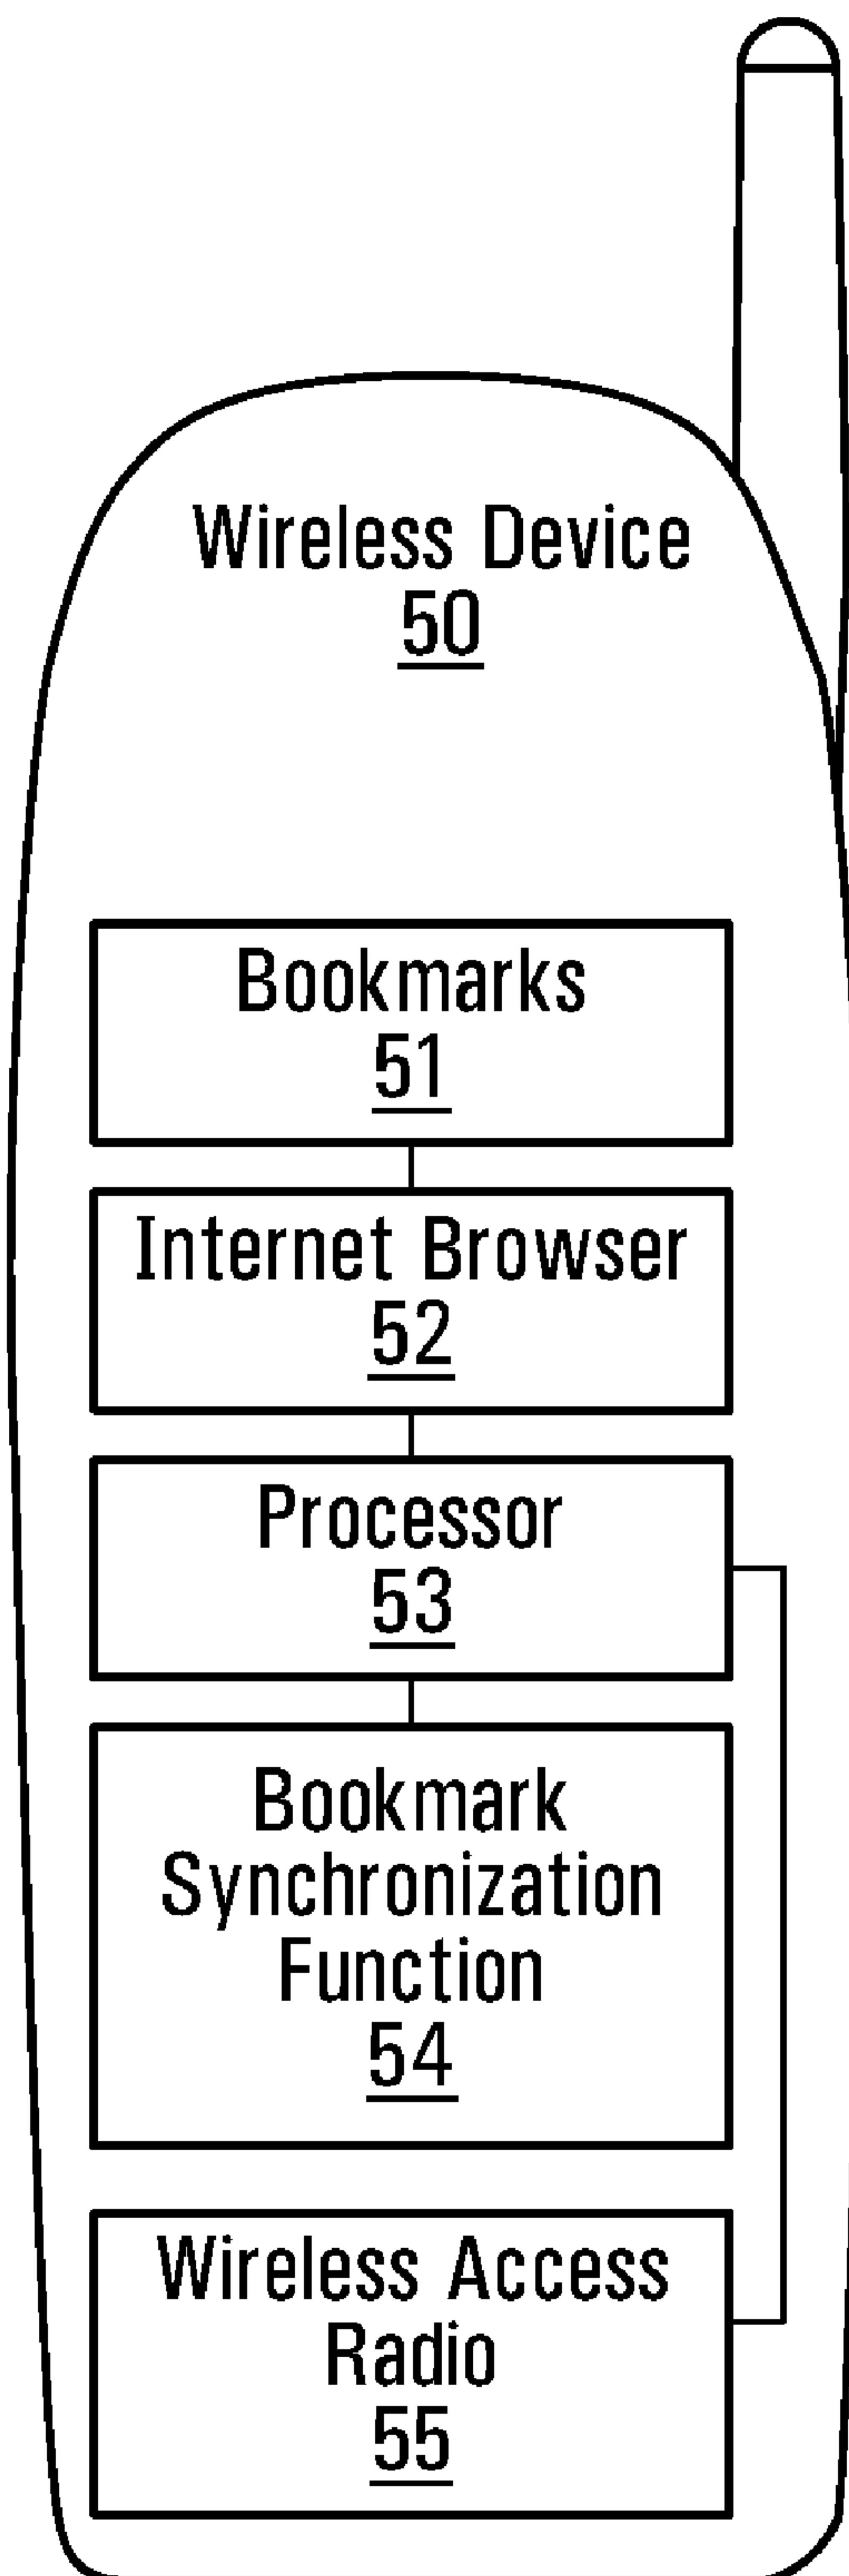 Wireless Device
50
Bookmarks
51
Internet Browser
52
Processor
53
Bookmark
Synchronization
Function
54
Wireless Access
Radio
55